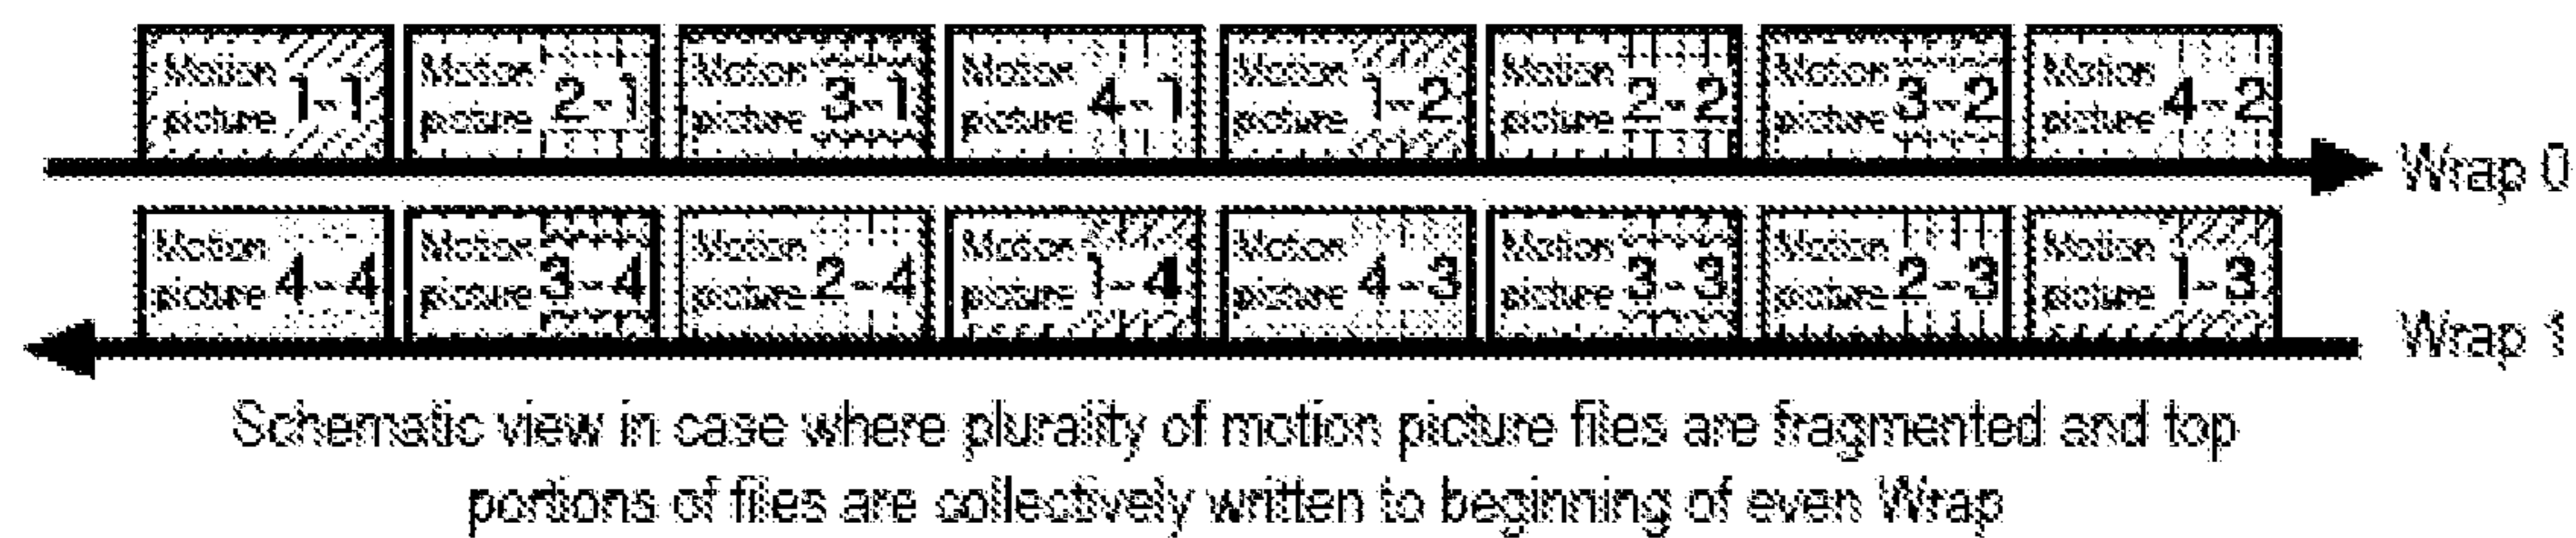 Motion picture 1-1 Motion picture 2-1 Motion picture 3-1 Motion picture 4-1 Motion picture 1-2 Motion picture 2-2 Motion picture 3-2 Motion picture 4-2
Wrap 0
Motion picture 4-4 Motion picture 3-4 Motion picture 2-4 Motion picture 1-4 Motion picture 4-3 Motion picture 3-3 Motion picture 2-3 Motion picture 1-3
Wrap 1
Schematic view in case where plurality of motion picture files are fragmented and top
portions of files are collectively written to beginning of even Wrap